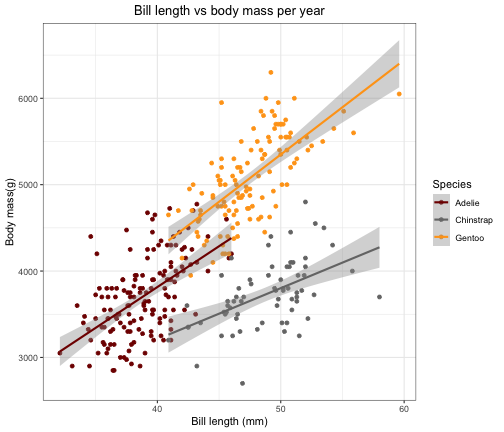 Bill length vs body mass per year
Body mass(g)
6000
5000
4000
3000
40
50
60
Bill length (mm)
Species
Adelie
Chinstrap
Gentoo